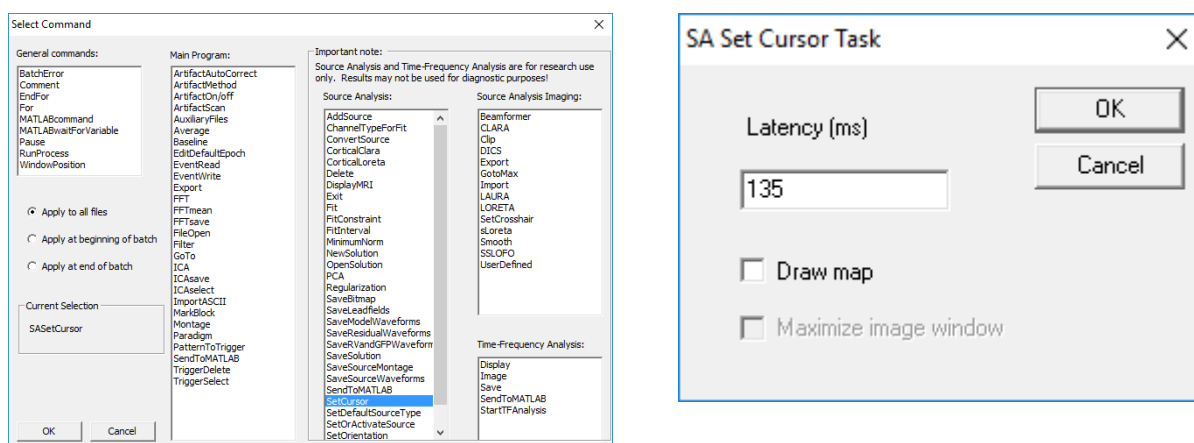 Select Command
General commands:
BatchError
Comment
EndFor
For
MATLABcommand
MATLABwaitForVariable
Pause
RunProcess
WindowPosition
Apply to all files
Apply at beginning of batch
Apply at end of batch
Current Selection
SASetCursor
OK
Cancel
Main Program:
ArtifactAutoCorrect
ArtifactMethod
ArtifactOn/off
ArtifactScan
AuxiliaryFiles
Average
Baseline
EditDefaultEpoch
EventRead
EventWrite
Export
FFT
FFTmean
FFTsave
FileOpen
Filter
GoTo
ICA
ICAsave
ICAselect
ImportASCII
MarkBlock
Montage
Paradigm
PatternToTrigger
SendToMATLAB
TriggerDelete
TriggerSelect
Important note:
Source Analysis and Time-Frequency Analysis are for research use
only. Results may not be used for diagnostic purposes!
Source Analysis:
AddSource
ChannelTypeForFit
ConvertSource
CorticalClara
CorticalLoreta
Delete
DisplayMRI
Exit
Fit
FitConstraint
FitInterval
MinimumNorm
NewSolution
OpenSolution
PCA
Regularization
SaveBitmap
SaveLeadfields
SaveModelWaveforms
SaveResidualWaveforms
SaveRVandGFPWaveform
SaveSolution
SaveSourceMontage
SaveSourceWaveforms
SendToMATLAB
SetCursor
SetDefaultSourceType
SetOrActivateSource
SetOrientation
Source Analysis Imaging:
Beamformer
CLARA
Clip
DICS
Export
GotoMax
Import
LAURA
LORETA
SetCrosshair
sLoreta
Smooth
SSLOFO
UserDefined
Time-Frequency Analysis:
Display
Image
Save
SendToMATLAB
StartTFAnalysis
SA Set Cursor Task
Latency (ms)
135
Draw map
Maximize image window
OK
Cancel